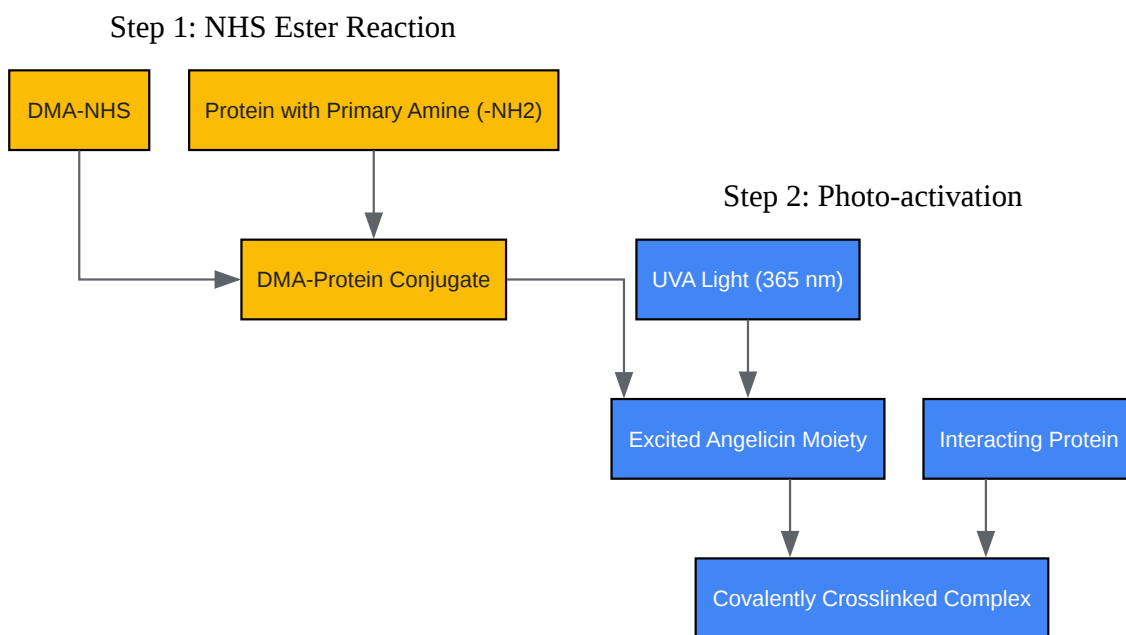 Step 1: NHS Ester Reaction
DMA-NHS
Protein with Primary Amine (-NH2)
Step 2: Photo-activation
DMA-Protein Conjugate
UVA Light (365 nm)
Excited Angelicin Moiety
Interacting Protein
Covalently Crosslinked Complex